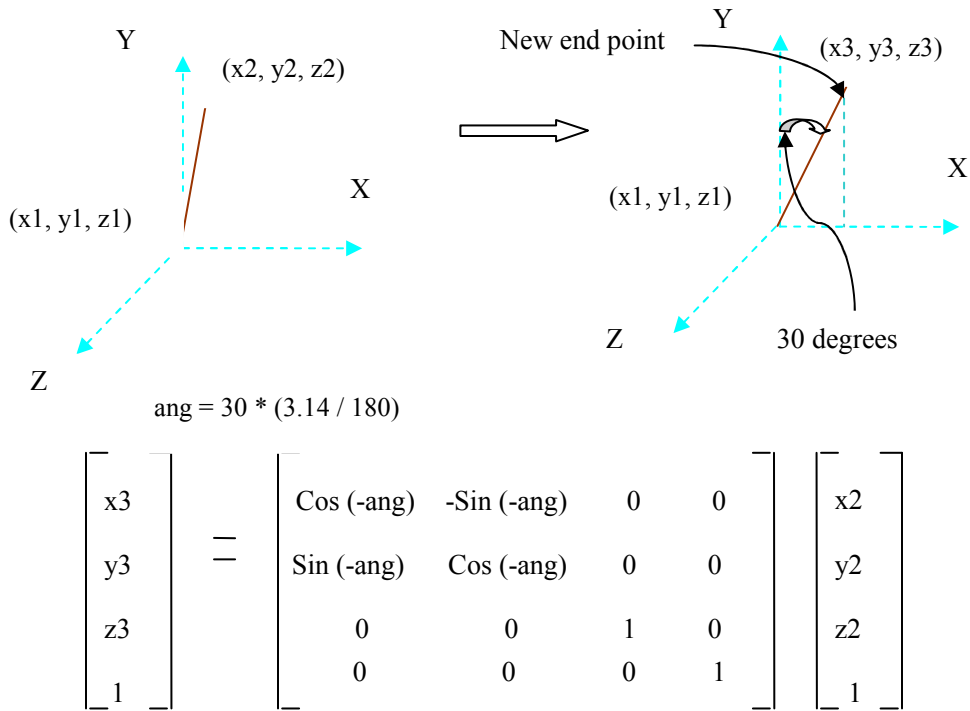 Y
(x2, y2, z2)
X
(x1, y1, z1)
Z
New end point
Y
(x3, y3, z3)
X
(x1, y1, z1)
Z
30 degrees
ang = 30 * (3.14 / 180)
x3 = Cos (-ang) -Sin (-ang) 0 0 x2
y3 Sin (-ang) Cos (-ang) 0 0 y2
z3 0 0 1 0 z2
1 0 0 0 1 1